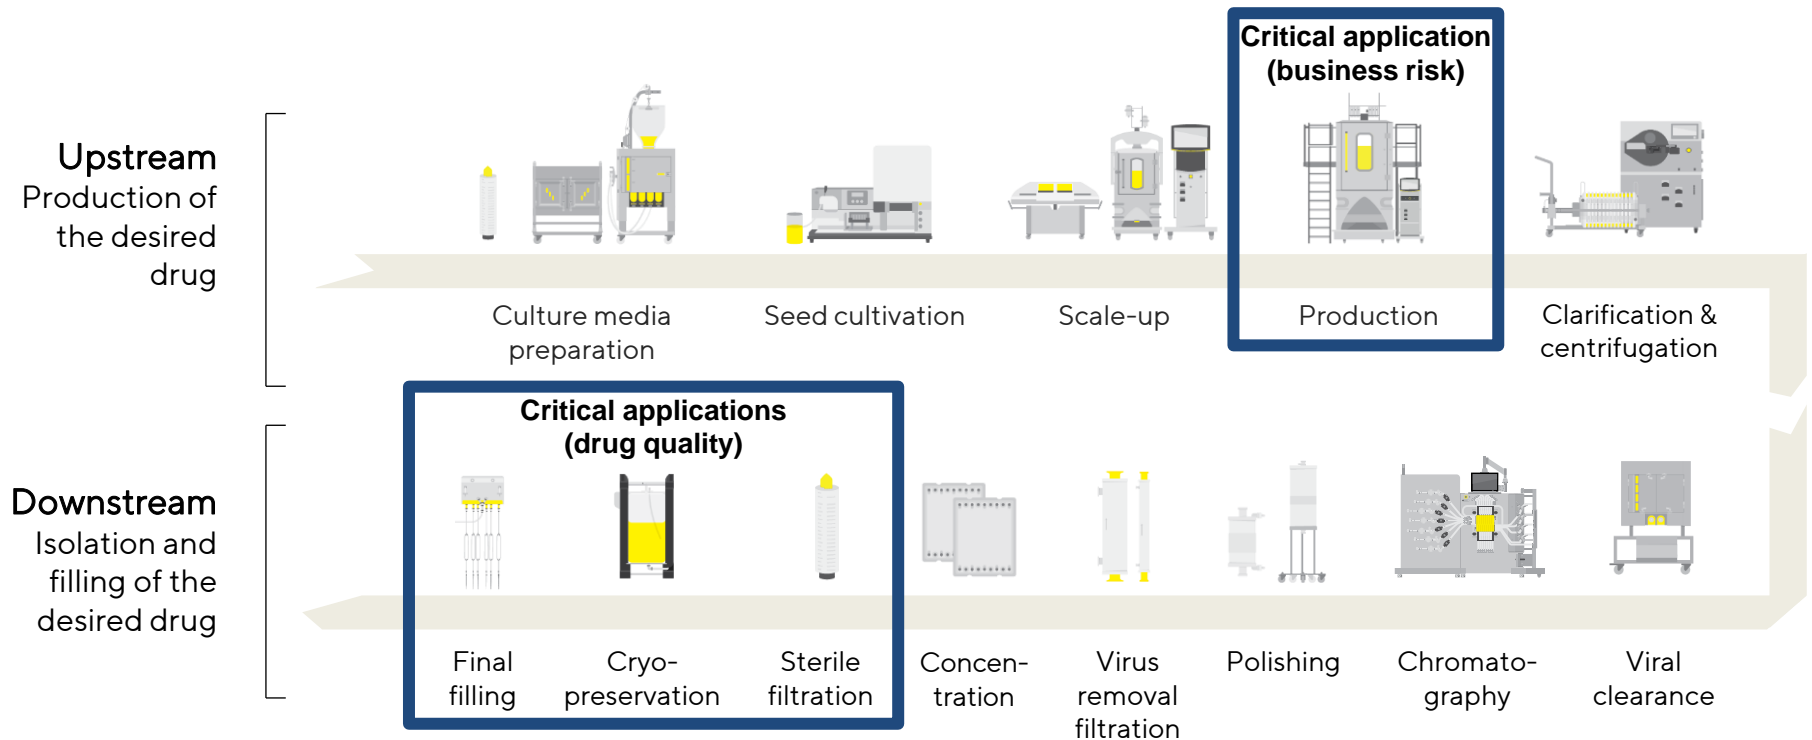 Critical application
(business risk)
Upstream
Production of
the desired
drug
Culture media
preparation
Seed cultivation
Scale-up
Production
Clarification &
centrifugation
Critical applications
(drug quality)
Downstream
Isolation and
filling of the
desired drug
Final
filling
Cryo-
preservation
Sterile
filtration
Concen-
tration
Virus
removal
filtration
Polishing
Chromato-
graphy
Viral
clearance